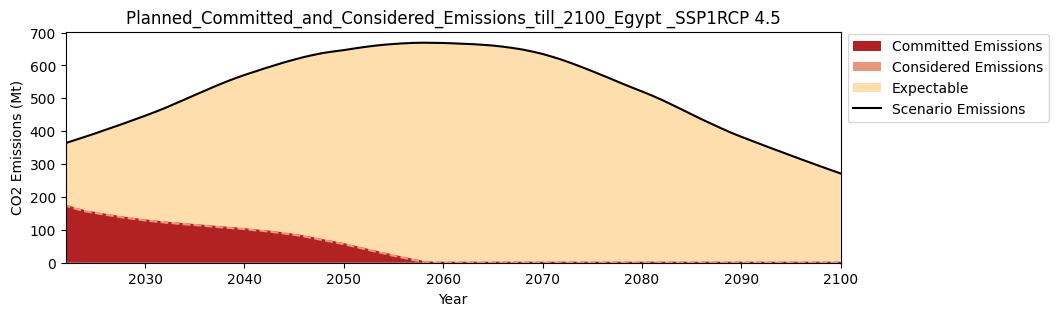 Planned_Committed_and_Considered_Emissions_till_2100_Egypt _SSP1RCP 4.5
700
600
500
400
300
200
100
0
CO2 Emissions (Mt)
2030
2040
2050
2060
2070
2080
2090
2100
Year
Committed Emissions
Considered Emissions
Expectable
Scenario Emissions